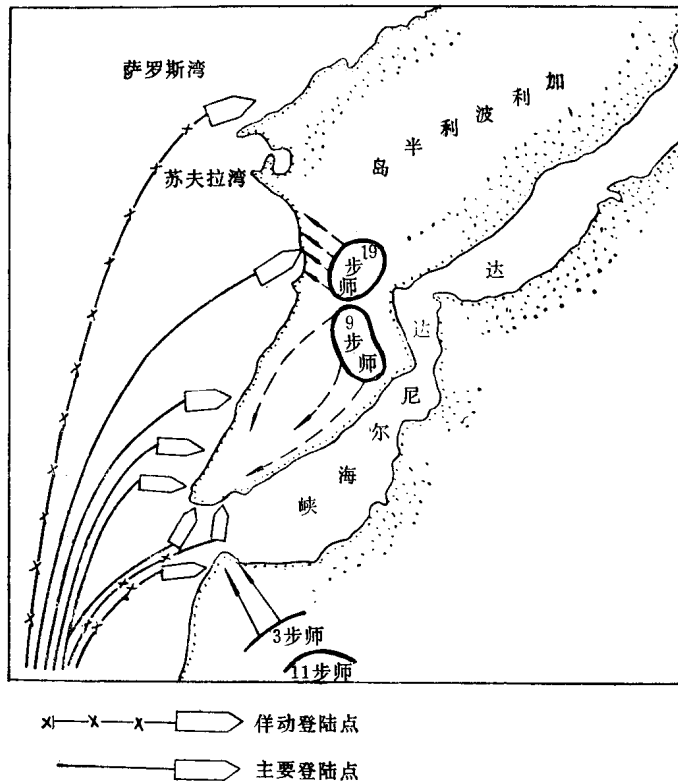 萨罗斯湾
加利波利半岛
苏夫拉湾
19
步师
9
步师
达达尼尔海峡
3步师
11步师
佯动登陆点
主要登陆点